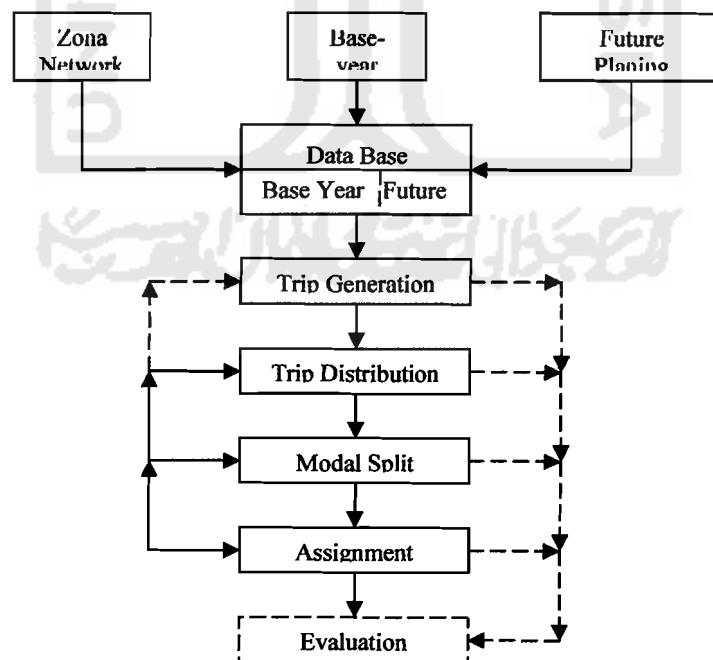 Zona
Network
Base-
year
Future
Planing
Data Base
Base Year
Future
Trip Generation
Trip Distribution
Modal Split
Assignment
Evaluation